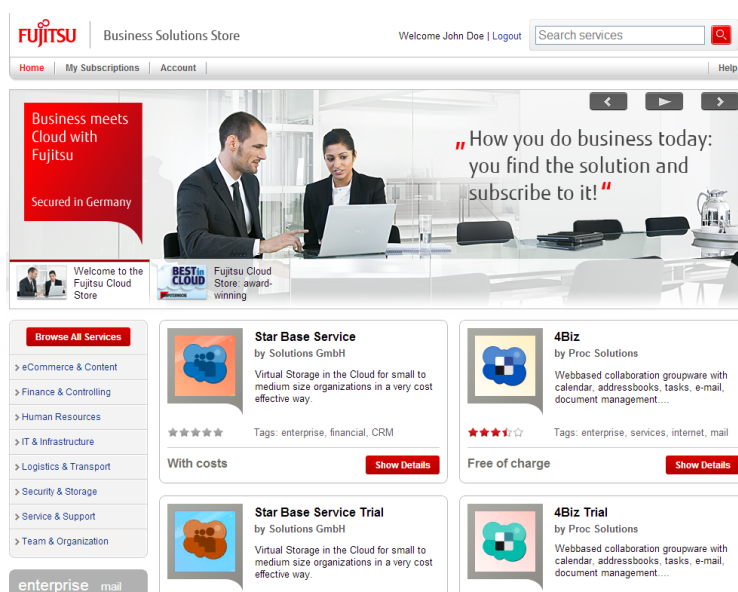 FUJITSU
Business Solutions Store
Welcome John Doe | Logout
Search services
Home
My Subscriptions
Account
Help
Business meets
Cloud with
Fujitsu
Secured in Germany
„How you do business today:
you find the solution and
subscribe to it!“
Welcome to the
Fujitsu Cloud
Store
BEST in
CLOUD
Fujitsu Cloud
Store: award-
winning
Browse All Services
eCommerce & Content
Finance & Controlling
Human Resources
IT & Infrastructure
Logistics & Transport
Security & Storage
Service & Support
Team & Organization
enterprise mail
Star Base Service
by Solutions GmbH
Virtual Storage in the Cloud for small to
medium size organizations in a very cost
effective way.
Tags: enterprise, financial, CRM
With costs
Show Details
4Biz
by Proc Solutions
Webbased collaboration groupware with
calendar, addressbooks, tasks, e-mail,
document management....
Tags: enterprise, services, internet, mail
Free of charge
Show Details
Star Base Service Trial
by Solutions GmbH
Virtual Storage in the Cloud for small to
medium size organizations in a very cost
effective way.
4Biz Trial
by Proc Solutions
Webbased collaboration groupware with
calendar, addressbooks, tasks, e-mail,
document management....